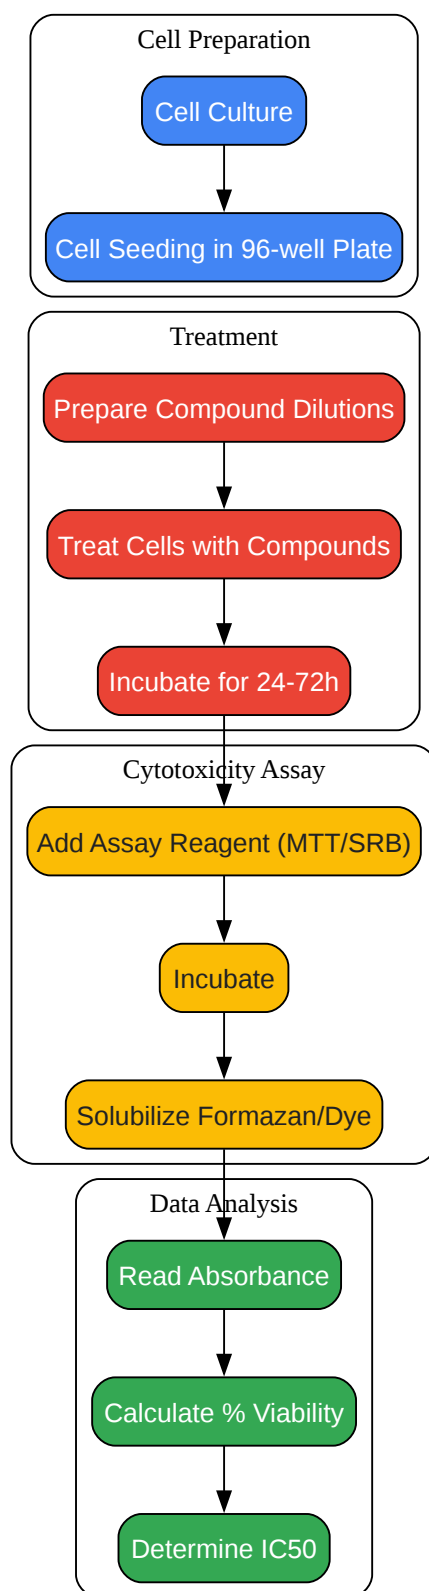 Cell Preparation
Cell Culture
Cell Seeding in 96-well Plate
Treatment
Prepare Compound Dilutions
Treat Cells with Compounds
Incubate for 24-72h
Cytotoxicity Assay
Add Assay Reagent (MTT/SRB)
Incubate
Solubilize Formazan/Dye
Data Analysis
Read Absorbance
Calculate % Viability
Determine IC50